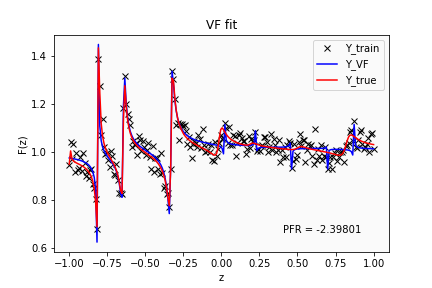 VF fit
1.4
1.2
1.0
0.8
0.6
F(z)
Y_train
Y_VF
Y_true
PFR = -2.39801
−1.00 −0.75 −0.50 −0.25 0.00 0.25 0.50 0.75 1.00
z